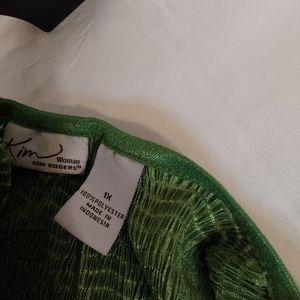 Kim
Woman
KIM ROGERS®
1X
100%POLYESTER
MADE IN
INDONESIA